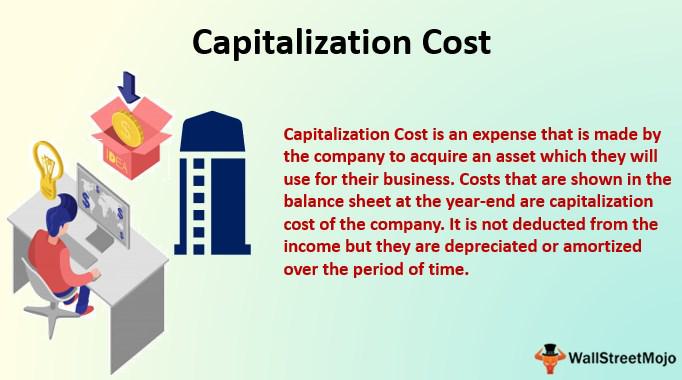 Capitalization Cost
IDEA
Capitalization Cost is an expense that is made by
the company to acquire an asset which they will
use for their business. Costs that are shown in the
balance sheet at the year-end are capitalization
cost of the company. It is not deducted from the
income but they are depreciated or amortized
over the period of time.
WallStreetMojo